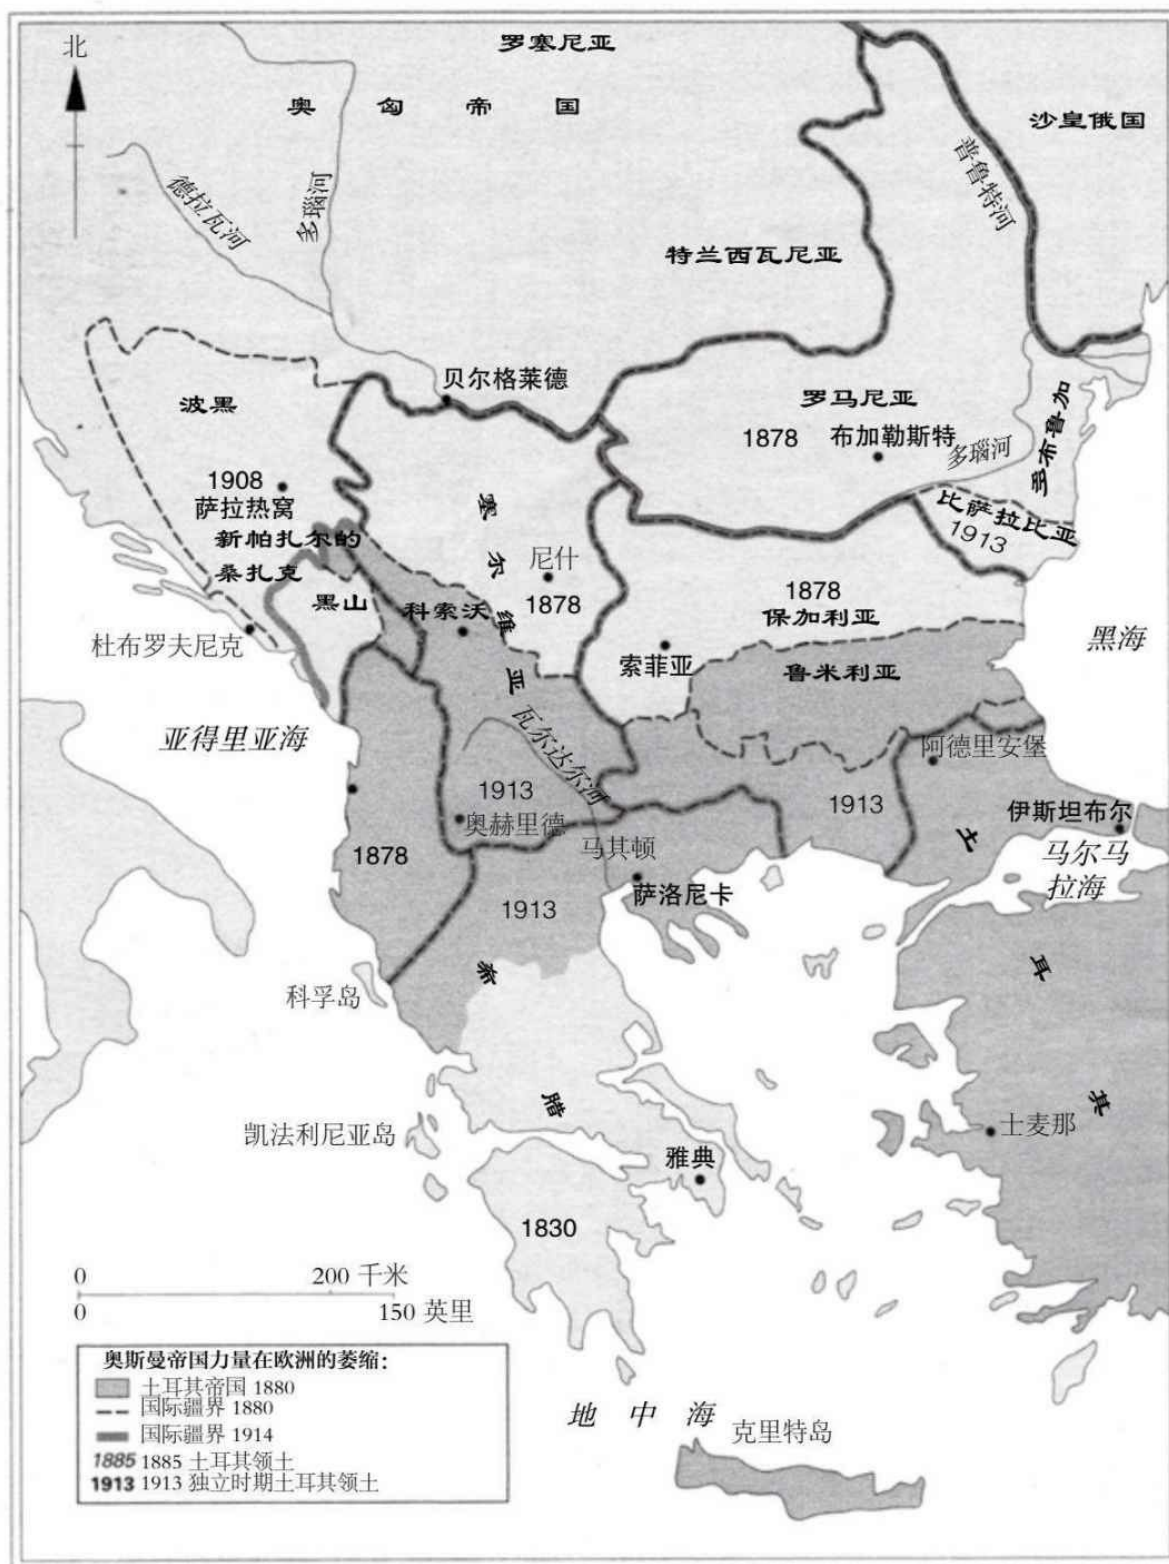 北
罗塞尼亚
奥匈帝国
沙皇俄国
普鲁特河
德拉瓦河
多瑙河
特兰西瓦尼亚
贝尔格莱德
波黑
罗马尼亚
1878
布加勒斯特
多瑙河
多布鲁加
1908
萨拉热窝
新帕扎尔的
桑扎克
比萨拉比亚
1913
塞尔维亚
尼什
1878
1878
保加利亚
黑山
科索沃
杜布罗夫尼克
索菲亚
鲁米利亚
黑海
亚得里亚海
瓦尔达尔河
阿德里安堡
1913
奥赫里德
1913
伊斯坦布尔
1878
马其顿
马尔马
拉海
萨洛尼卡
1913
土耳其
科孚岛
希腊
凯法利尼亚岛
士麦那
雅典
1830
0 200 千米
0 150 英里
奥斯曼帝国力量在欧洲的萎缩：
土耳其帝国 1880
国际疆界 1880
国际疆界 1914
1885 1885 土耳其领土
1913 1913 独立时期土耳其领土
地中海
克里特岛